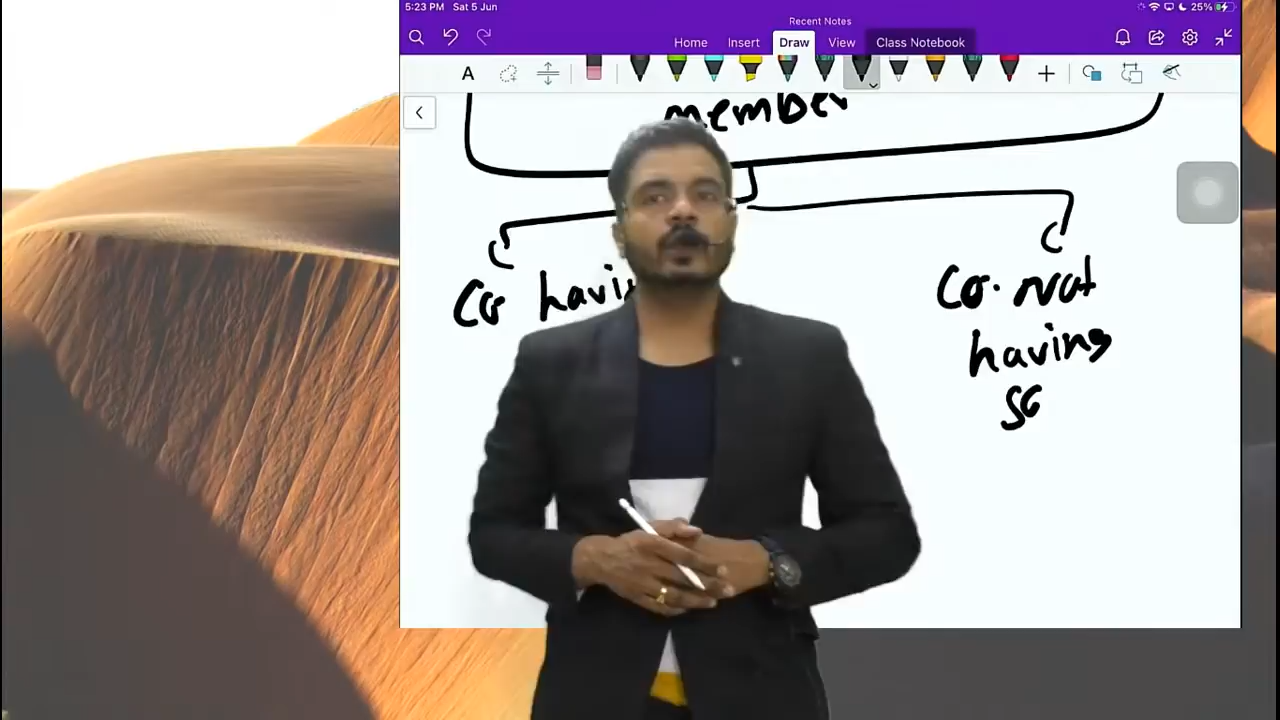 5:23 PM Sat 5 Jun
25%
Recent Notes
Home Insert Draw View Class Notebook
A
member
Co having
Co. not
having
SC